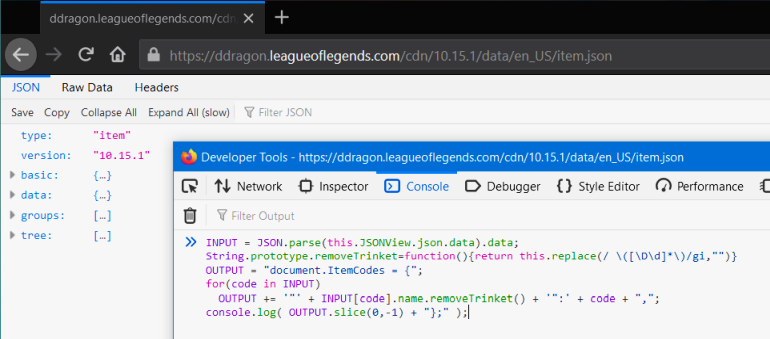 ddragon.leagueoflegends.com/cdn
https://ddragon.leagueoflegends.com/cdn/10.15.1/data/en_US/item.json
JSON Raw Data Headers
Save Copy Collapse All Expand All (slow) Filter JSON
type: "item"
version: "10.15.1"
basic: {…}
data: {…}
groups: […]
tree: […]
Developer Tools - https://ddragon.leagueoflegends.com/cdn/10.15.1/data/en_US/item.json
Network Inspector Console Debugger {} Style Editor Performance
Filter Output
INPUT = JSON.parse(this.JSONView.json.data).data;
String.prototype.removeTrinket=function(){return this.replace(/ \([\D\d]*\)/gi,"")}
OUTPUT = "document.ItemCodes = {";
for(code in INPUT)
OUTPUT += '"' + INPUT[code].name.removeTrinket() + '":' + code + ",";
console.log( OUTPUT.slice(0,-1) + "};" );